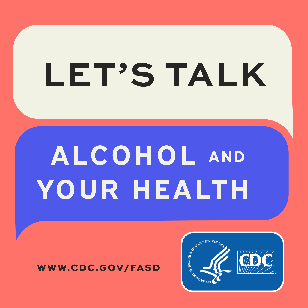 LET'S TALK
ALCOHOL AND
YOUR HEALTH
WWW.CDC.GOV/FASD
CDC